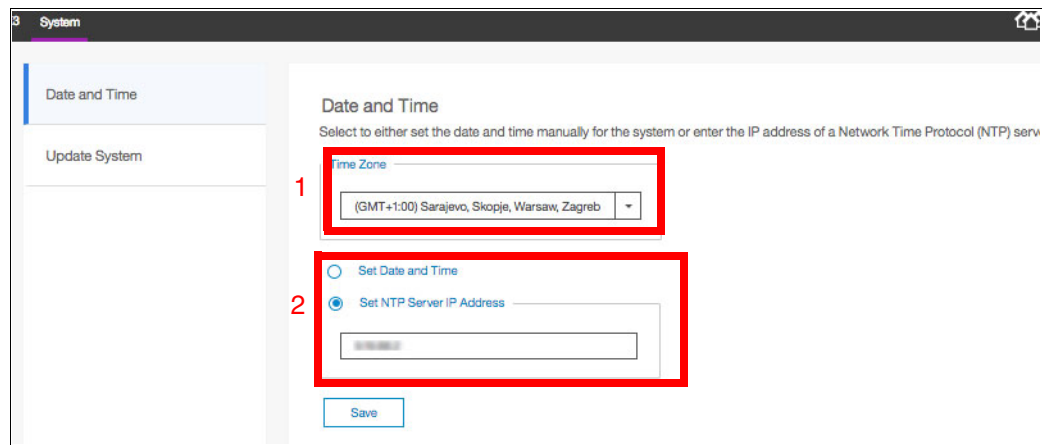 3 System
Date and Time
Update System
Date and Time
Select to either set the date and time manually for the system or enter the IP address of a Network Time Protocol (NTP) serve
Time Zone
1
(GMT+1:00) Sarajevo, Skopje, Warsaw, Zagreb
Set Date and Time
2
Set NTP Server IP Address
Save